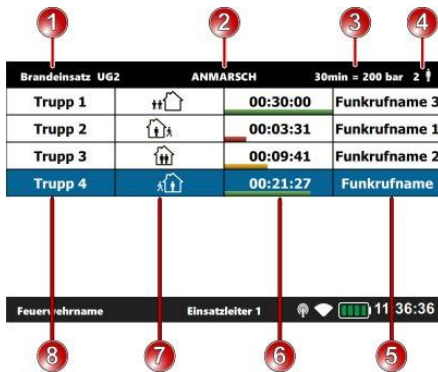 1 2 3 4
Brandeinsatz UG2 ANMARSCH 30min = 200 bar 2
Trupp 1 00:30:00 Funkrufname 3
Trupp 2 00:03:31 Funkrufname 1
Trupp 3 00:09:41 Funkrufname 2
Trupp 4 00:21:27 Funkrufname
Feuerwehrname Einsatzleiter 1 11:36:36
8 7 6 5